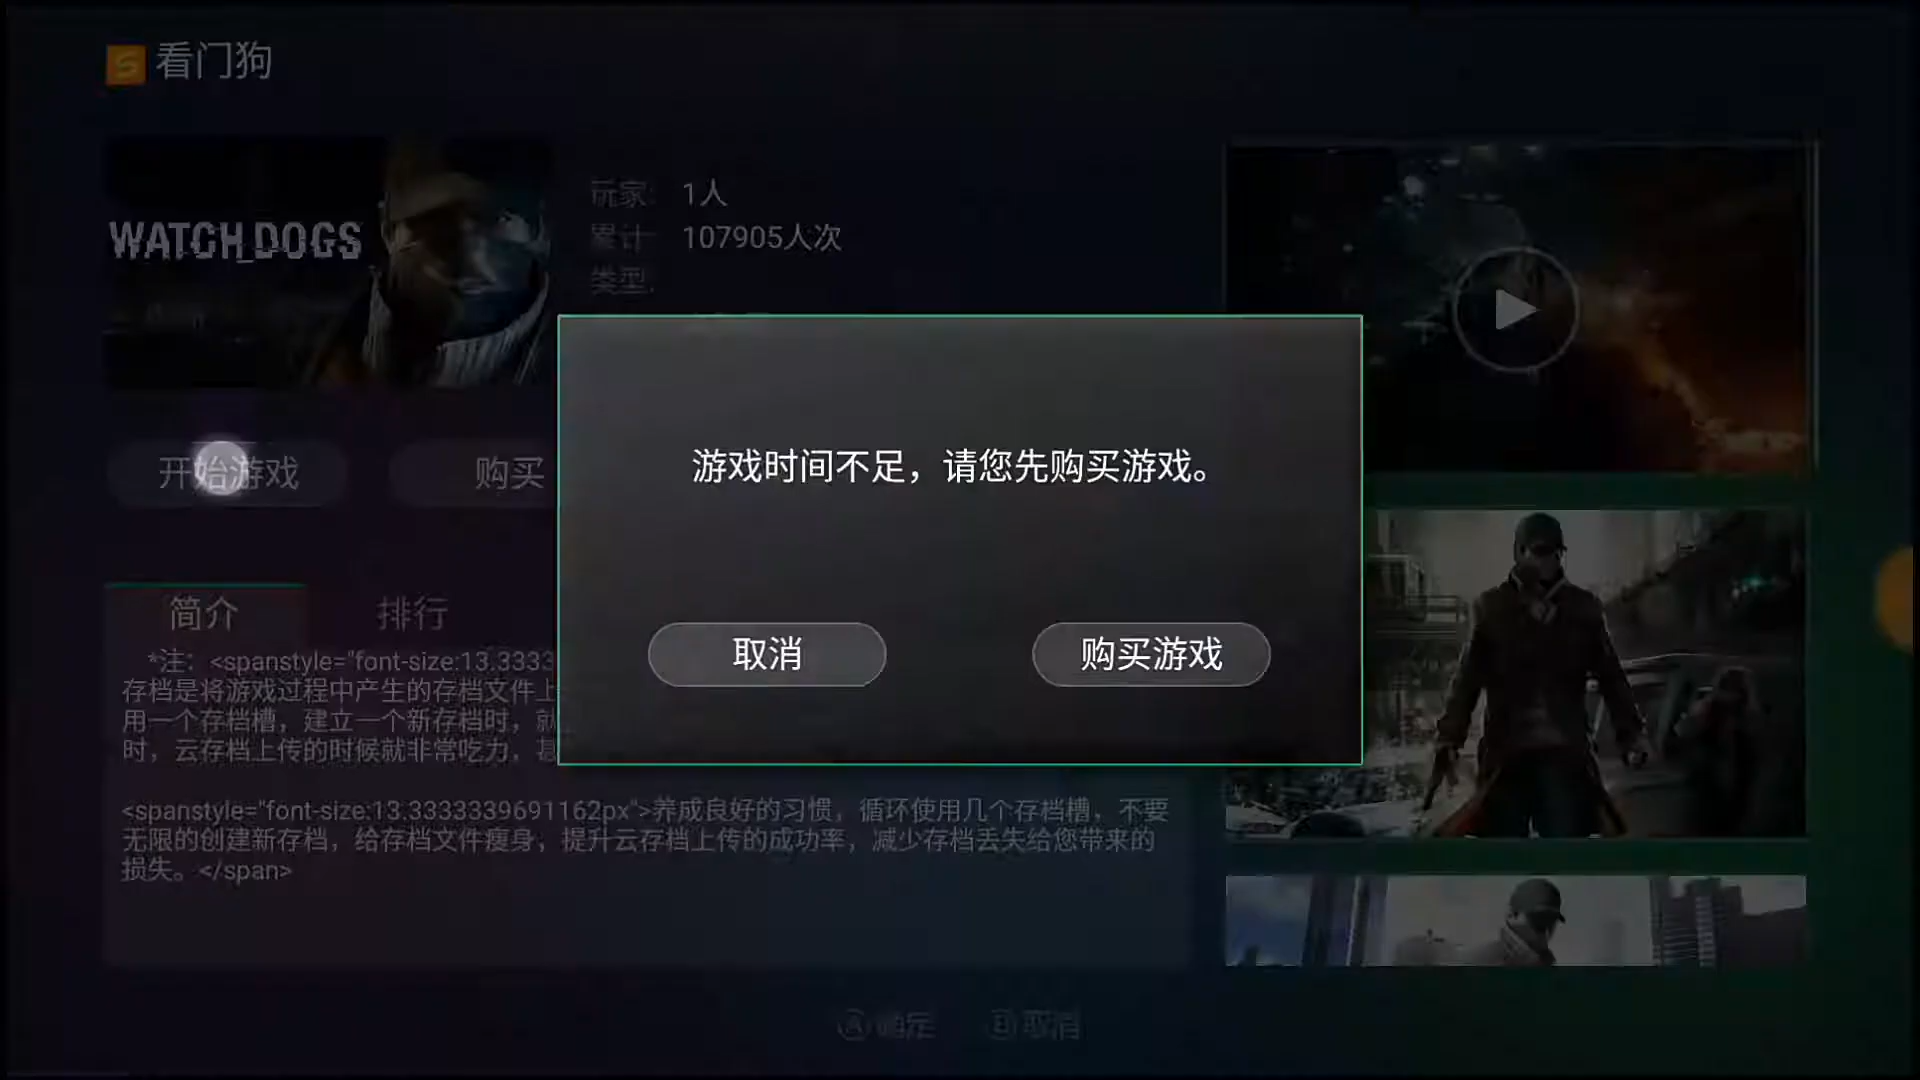 看门狗
WATCH_DOGS
玩家: 1人
累计: 107905人次
类型:
开始游戏
购买
游戏时间不足，请您先购买游戏。
取消
购买游戏
简介
排行
*注：<spanstyle="font-size:13.3333
存档是将游戏过程中产生的存档文件上
用一个存档槽，建立一个新存档时，就
时，云存档上传的时候就非常吃力，甚
<spanstyle="font-size:13.3333339691162px">养成良好的习惯，循环使用几个存档槽，不要
无限的创建新存档，给存档文件瘦身，提升云存档上传的成功率，减少存档丢失给您带来的
损失。</span>
A 确定 B 取消